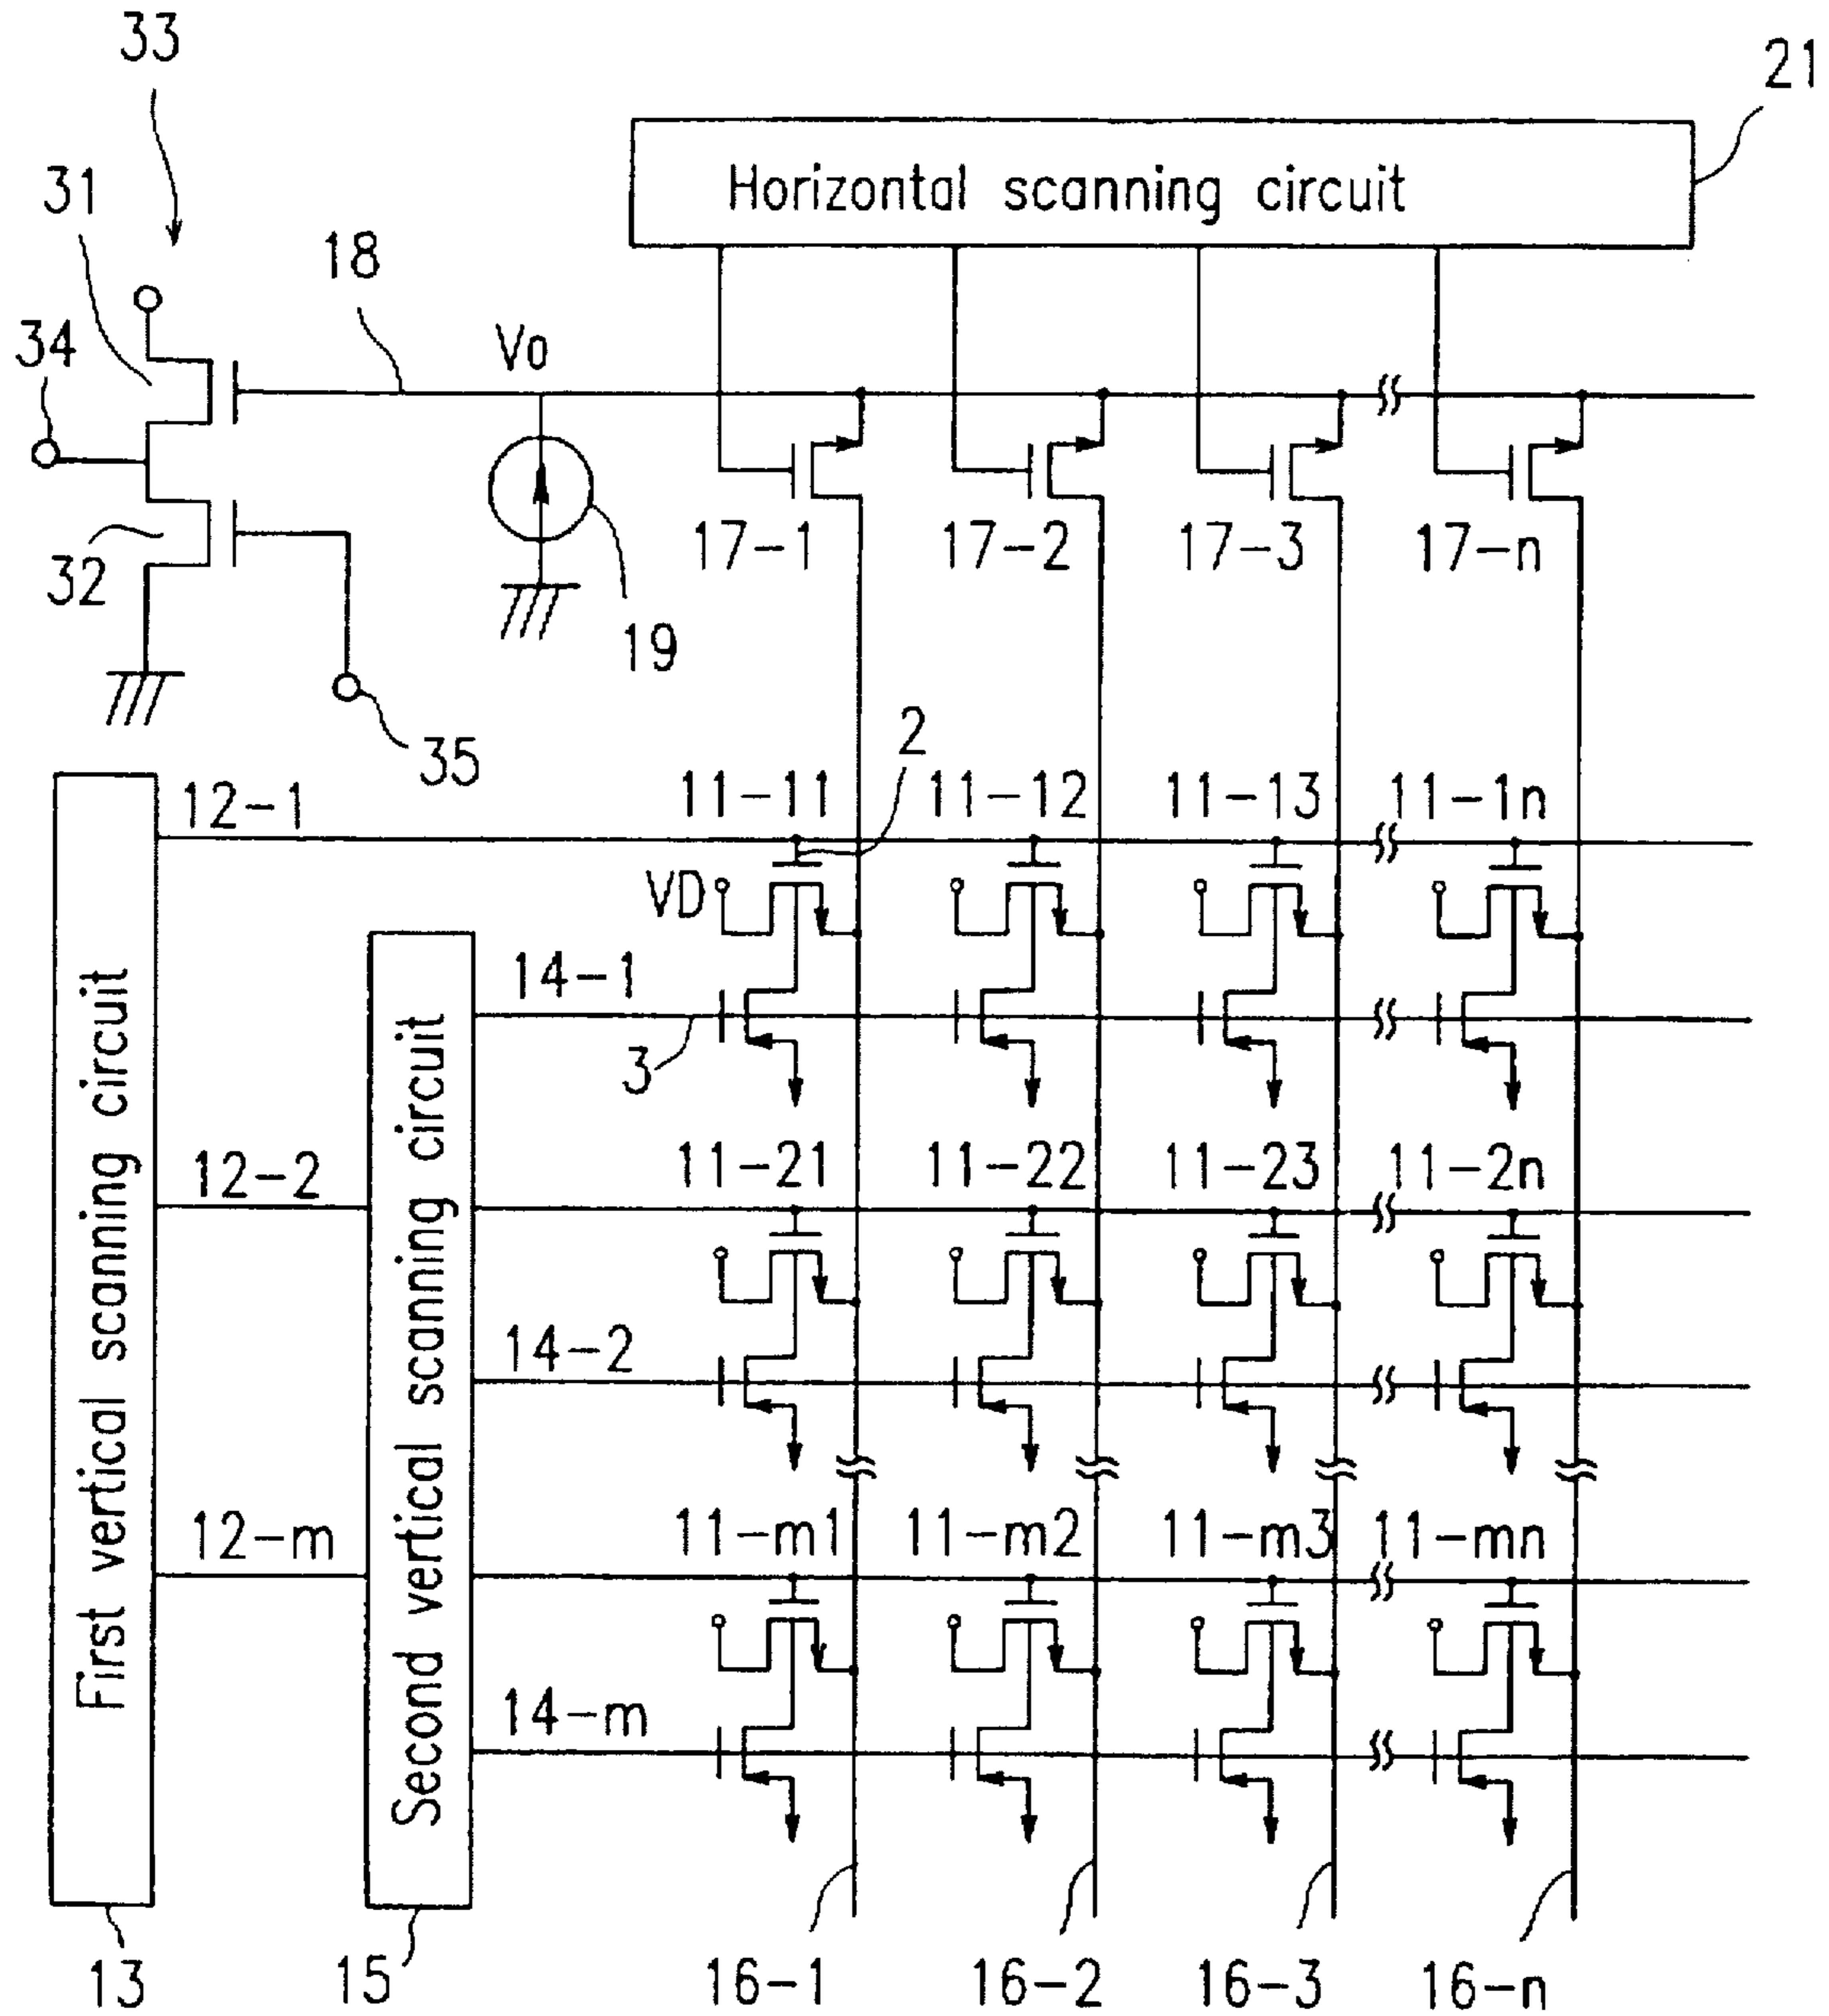 33
21
Horizontal scanning circuit
31
18
34
Vo
17-1
17-2
17-3
17-n
32
19
35
2
12-1
11-11
11-12
11-13
11-1n
VD
14-1
3
First vertical scanning circuit
Second vertical scanning circuit
12-2
11-21
11-22
11-23
11-2n
14-2
12-m
11-m1
11-m2
11-m3
11-mn
14-m
13
15
16-1
16-2
16-3
16-n